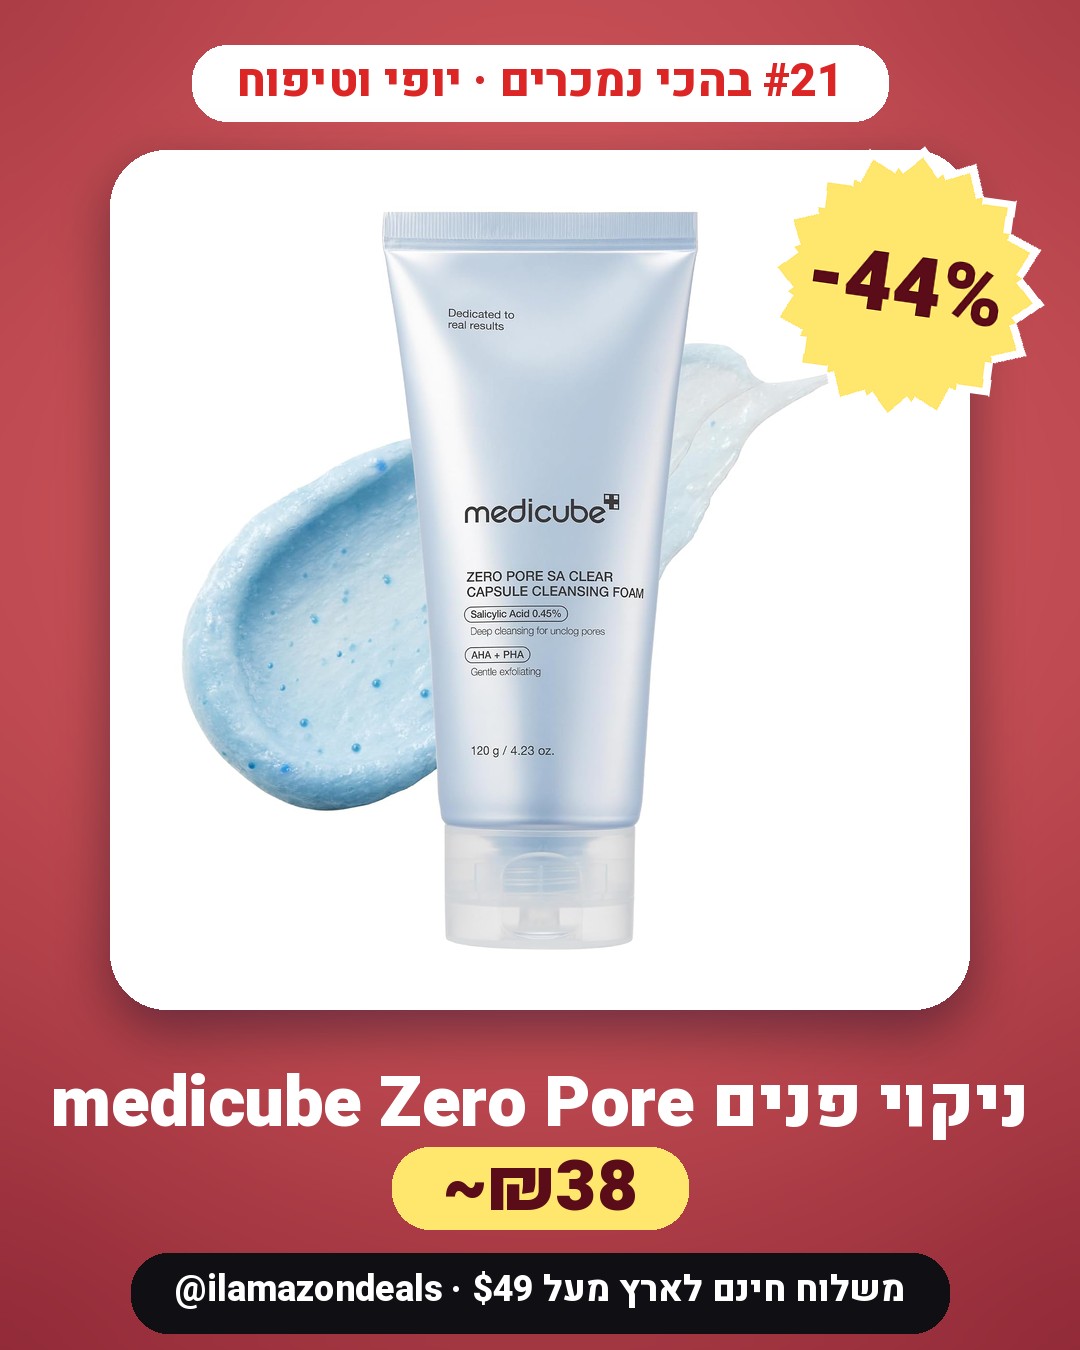 #21 בהכי נמכרים · יופי וטיפוח
-44%
Dedicated to
real results
medicube
ZERO PORE SA CLEAR
CAPSULE CLEANSING FOAM
Salicylic Acid 0.45%
Deep cleansing for unclog pores
AHA + PHA
Gentle exfoliating
120 g / 4.23 oz.
ניקוי פנים medicube Zero Pore
~₪38
משלוח חינם לארץ מעל $49 · @ilamazondeals